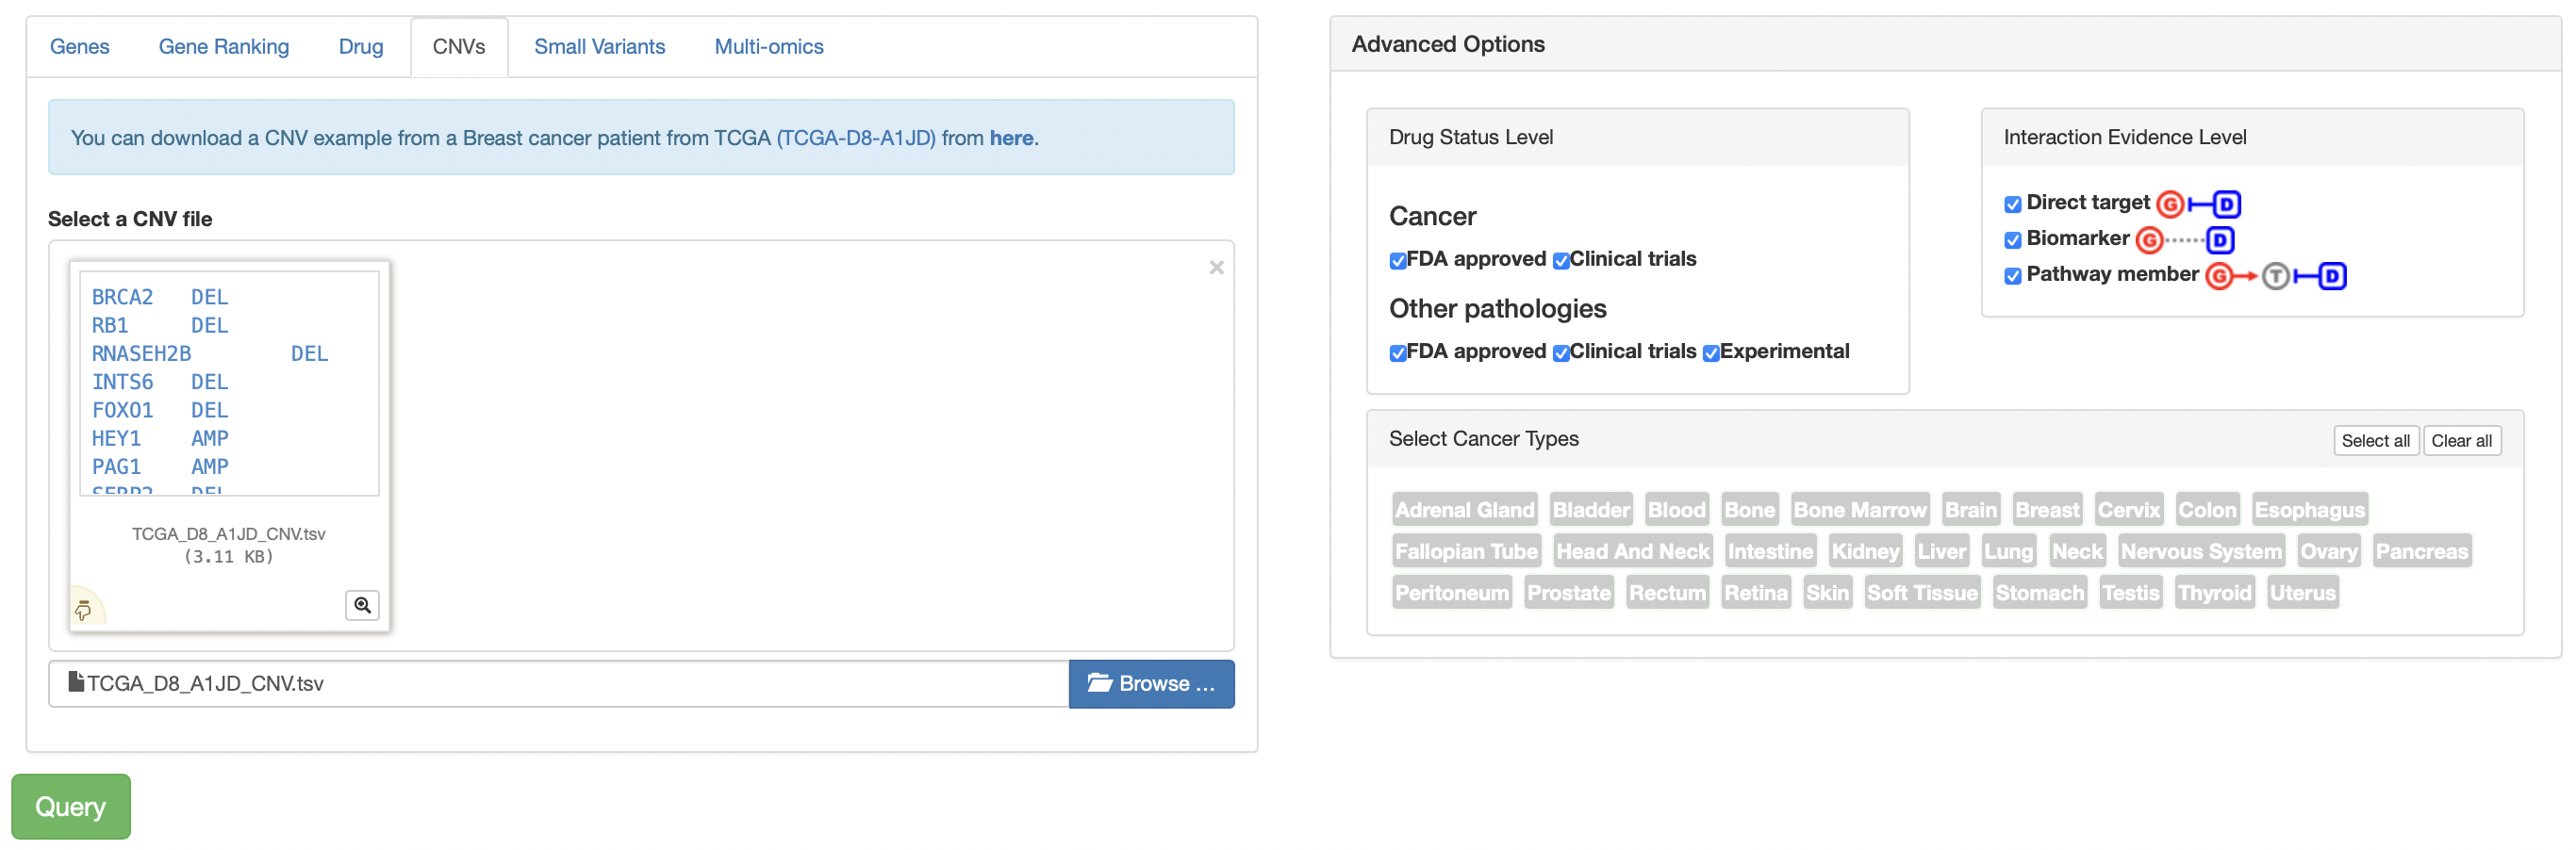 Genes Gene Ranking Drug CNVs Small Variants Multi-omics
You can download a CNV example from a Breast cancer patient from TCGA (TCGA-D8-A1JD) from here.
Select a CNV file
×
BRCA2 DEL
RB1 DEL
RNASEH2B DEL
INTS6 DEL
FOXO1 DEL
HEY1 AMP
PAG1 AMP
TCGA_D8_A1JD_CNV.tsv
(3.11 KB)
TCGA_D8_A1JD_CNV.tsv
Browse ...
Query
Advanced Options
Drug Status Level
Cancer
FDA approved Clinical trials
Other pathologies
FDA approved Clinical trials Experimental
Interaction Evidence Level
Direct target G D
Biomarker G D
Pathway member G T D
Select Cancer Types
Select all Clear all
Adrenal Gland Bladder Blood Bone Bone Marrow Brain Breast Cervix Colon Esophagus
Fallopian Tube Head And Neck Intestine Kidney Liver Lung Neck Nervous System Ovary Pancreas
Peritoneum Prostate Rectum Retina Skin Soft Tissue Stomach Testis Thyroid Uterus